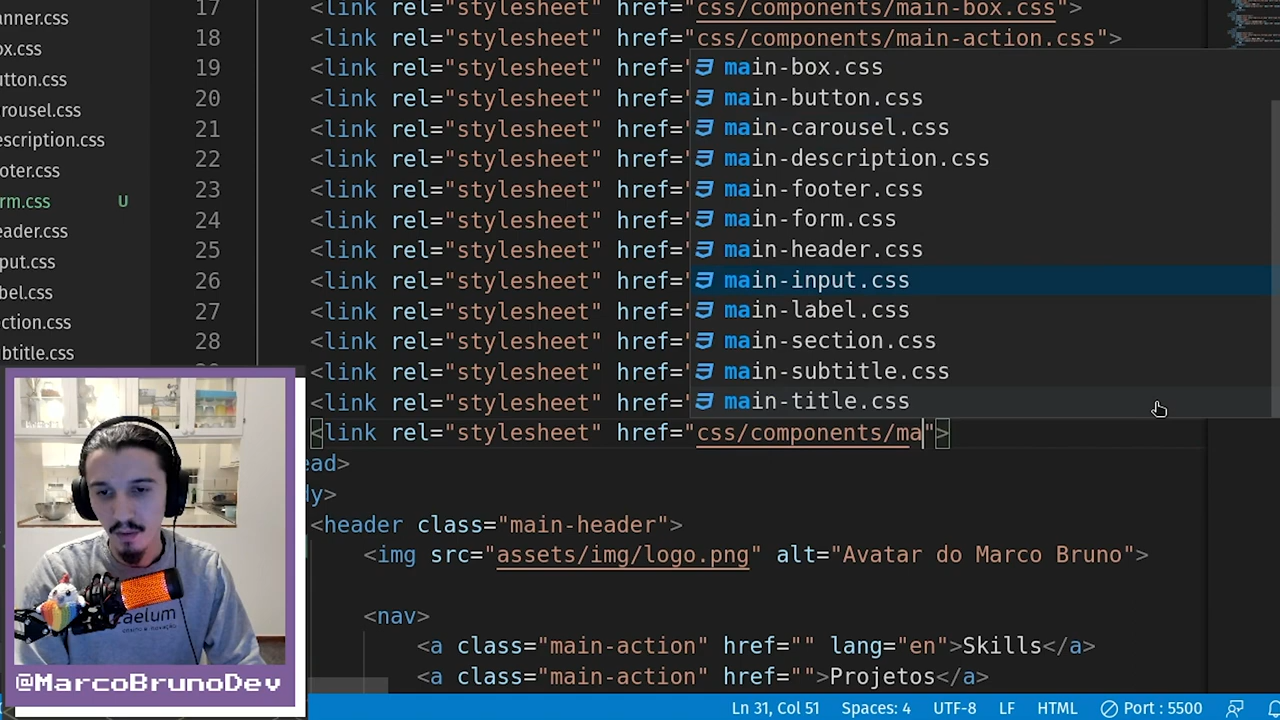 anner.css
ox.css
utton.css
rousel.css
escription.css
oter.css
rm.css U
eader.css
put.css
bel.css
ction.css
btitle.css
17 <link rel="stylesheet" href="css/components/main-box.css">
18 <link rel="stylesheet" href="css/components/main-action.css">
19 <link rel="stylesheet" href="
20 <link rel="stylesheet" href="
21 <link rel="stylesheet" href="
22 <link rel="stylesheet" href="
23 <link rel="stylesheet" href="
24 <link rel="stylesheet" href="
25 <link rel="stylesheet" href="
26 <link rel="stylesheet" href="
27 <link rel="stylesheet" href="
28 <link rel="stylesheet" href="
<link rel="stylesheet" href="
<link rel="stylesheet" href="
<link rel="stylesheet" href="css/components/ma">
ead>
dy>
<header class="main-header">
<img src="assets/img/logo.png" alt="Avatar do Marco Bruno">
<nav>
<a class="main-action" href="" lang="en">Skills</a>
<a class="main-action" href="">Projetos</a>
main-box.css
main-button.css
main-carousel.css
main-description.css
main-footer.css
main-form.css
main-header.css
main-input.css
main-label.css
main-section.css
main-subtitle.css
main-title.css
caelum
@MarcoBrunoDev
Ln 31, Col 51 Spaces: 4 UTF-8 LF HTML Port : 5500